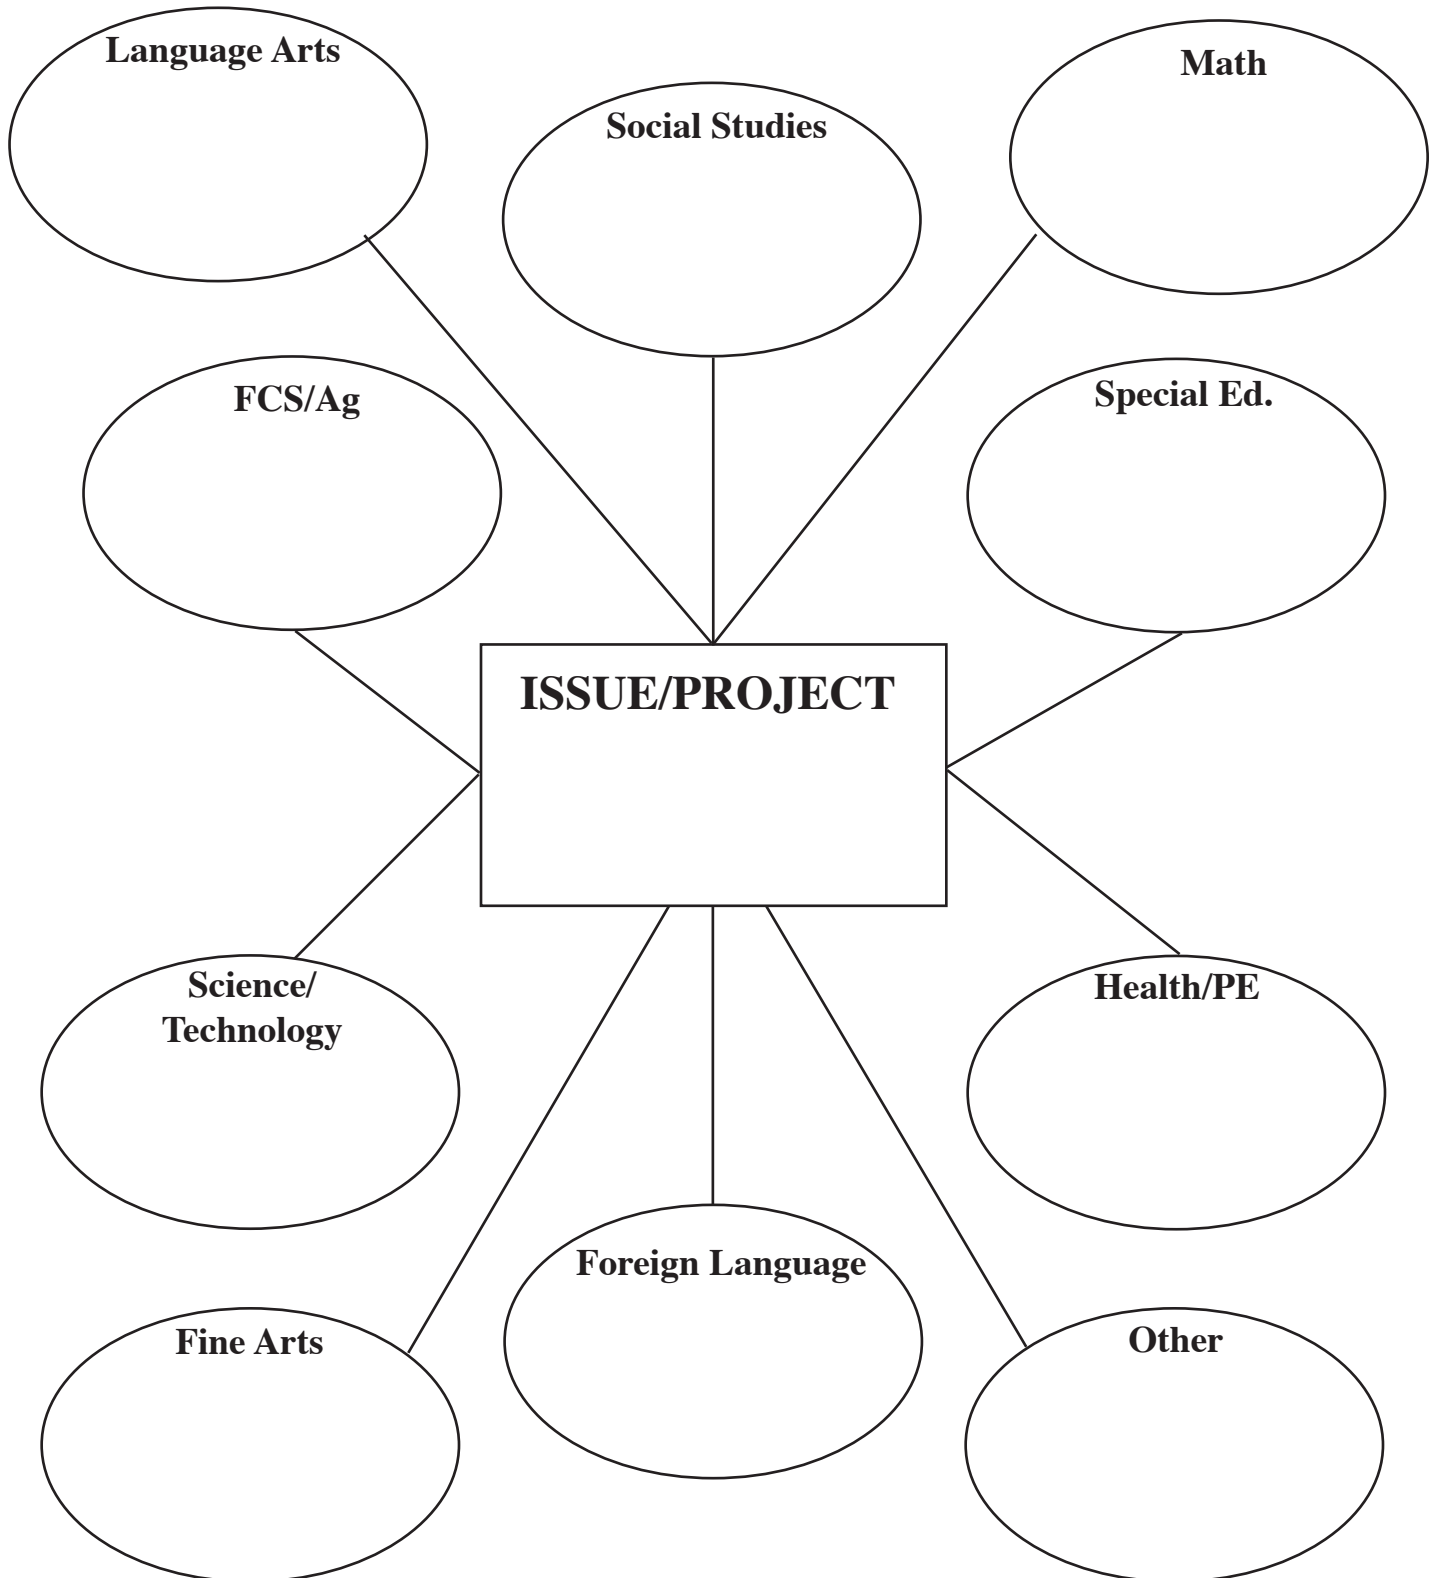 Language Arts
Social Studies
Math
FCS/Ag
Special Ed.
ISSUE/PROJECT
Science/
Technology
Health/PE
Fine Arts
Foreign Language
Other